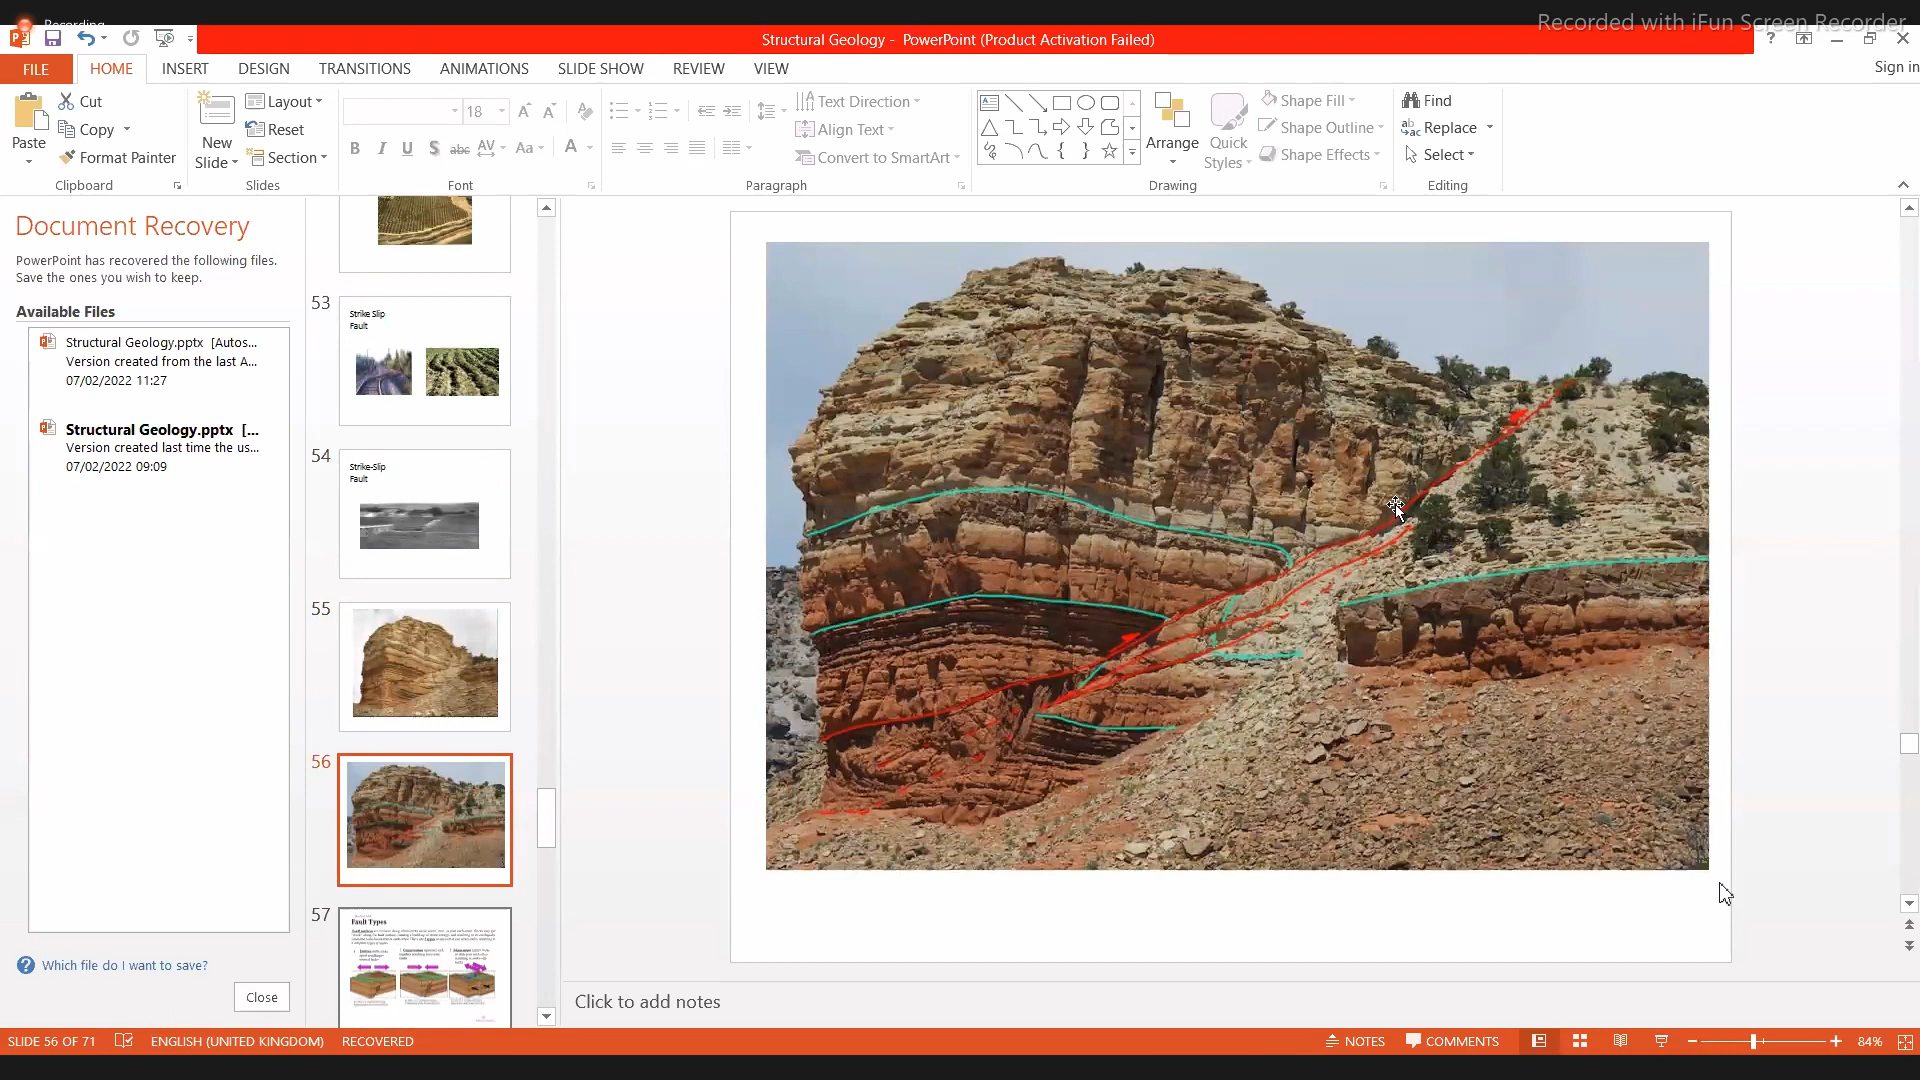 Recording
Recorded with iFun Screen Recorder
Structural Geology - PowerPoint (Product Activation Failed)
?
FILE
HOME
INSERT
DESIGN
TRANSITIONS
ANIMATIONS
SLIDE SHOW
REVIEW
VIEW
Sign in
Paste
Cut
Copy
Format Painter
Clipboard
New
Slide
Layout
Reset
Section
Slides
18
B I U S abc AV Aa A
Font
Text Direction
Align Text
Convert to SmartArt
Paragraph
Arrange
Quick
Styles
Shape Fill
Shape Outline
Shape Effects
Drawing
Find
Replace
Select
Editing
Document Recovery
PowerPoint has recovered the following files.
Save the ones you wish to keep.
Available Files
Structural Geology.pptx [Autos...
Version created from the last A...
07/02/2022 11:27
Structural Geology.pptx [...
Version created last time the us...
07/02/2022 09:09
Which file do I want to save?
Close
53
Strike Slip
Fault
54
Strike-Slip
Fault
55
56
57
Fault Types
Click to add notes
SLIDE 56 OF 71
ENGLISH (UNITED KINGDOM)
RECOVERED
NOTES
COMMENTS
84%